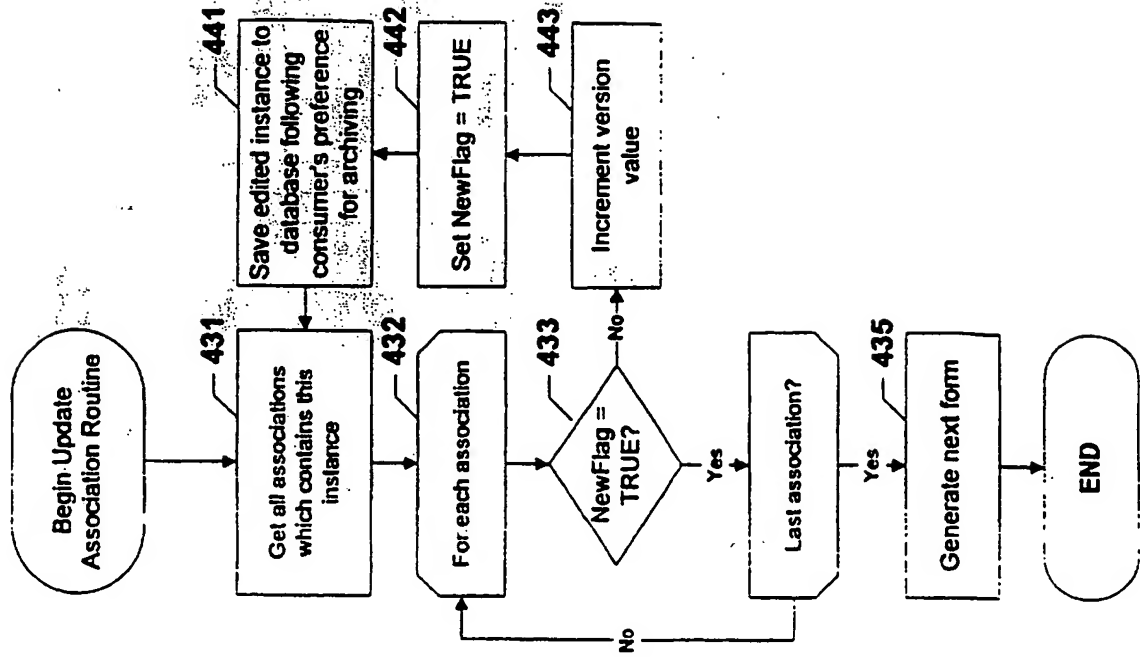 Begin Update
Association Routine
431
Get all associations
which contains this
instance
432
For each association
433
NewFlag =
TRUE?
No
Yes
Last association?
No
Yes
435
Generate next form
END
441
Save edited instance to
database following
consumer's preference
for archiving
442
Set NewFlag = TRUE
443
Increment version
value